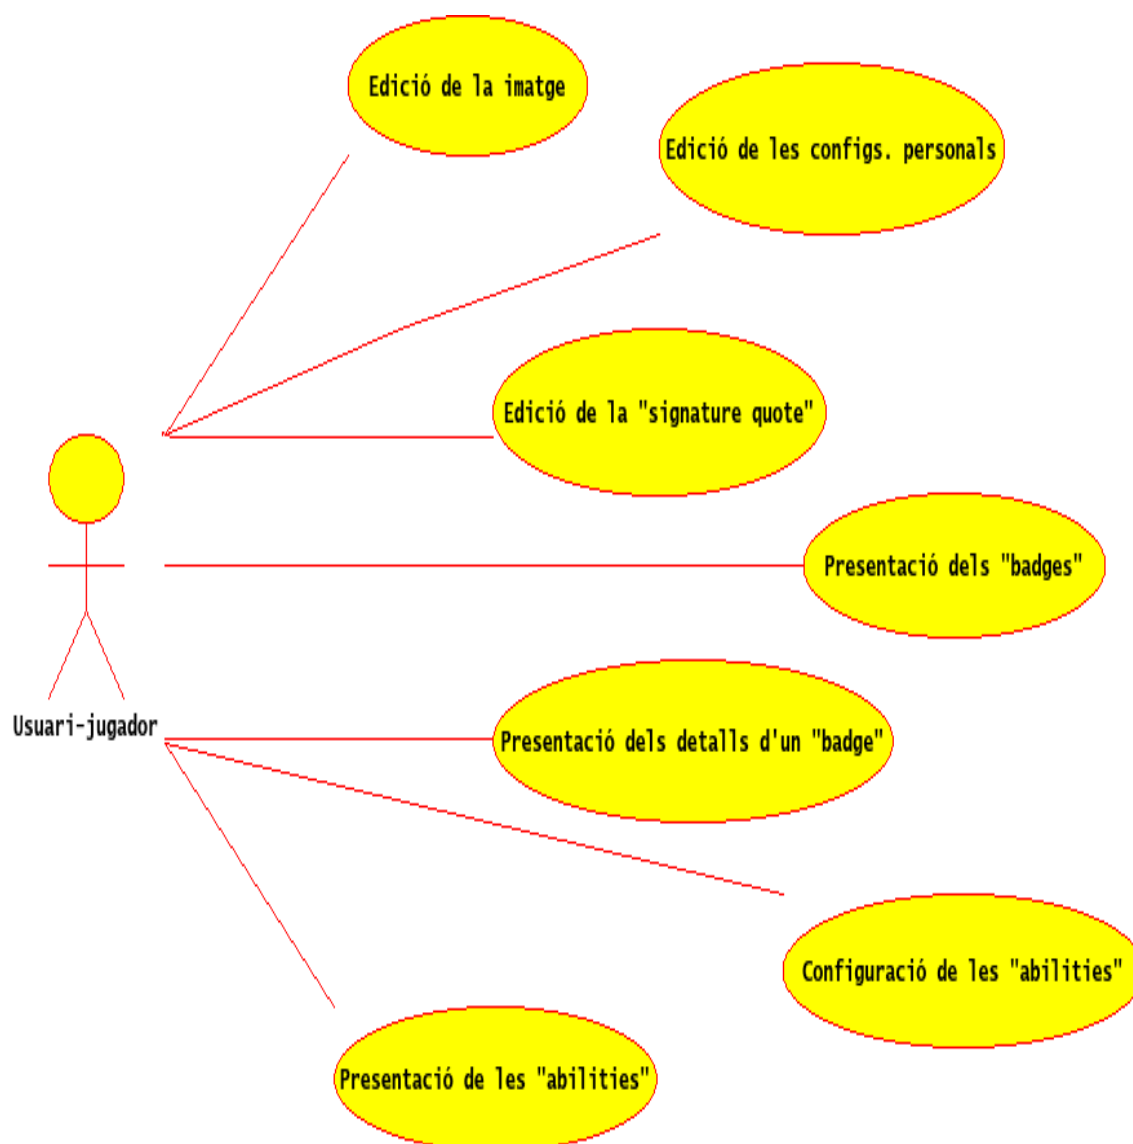 Edició de la imatge
Edició de les configs. personals
Edició de la "signature quote"
Presentació dels "badges"
Usuari-jugador
Presentació dels detalls d'un "badge"
Configuració de les "abilities"
Presentació de les "abilities"